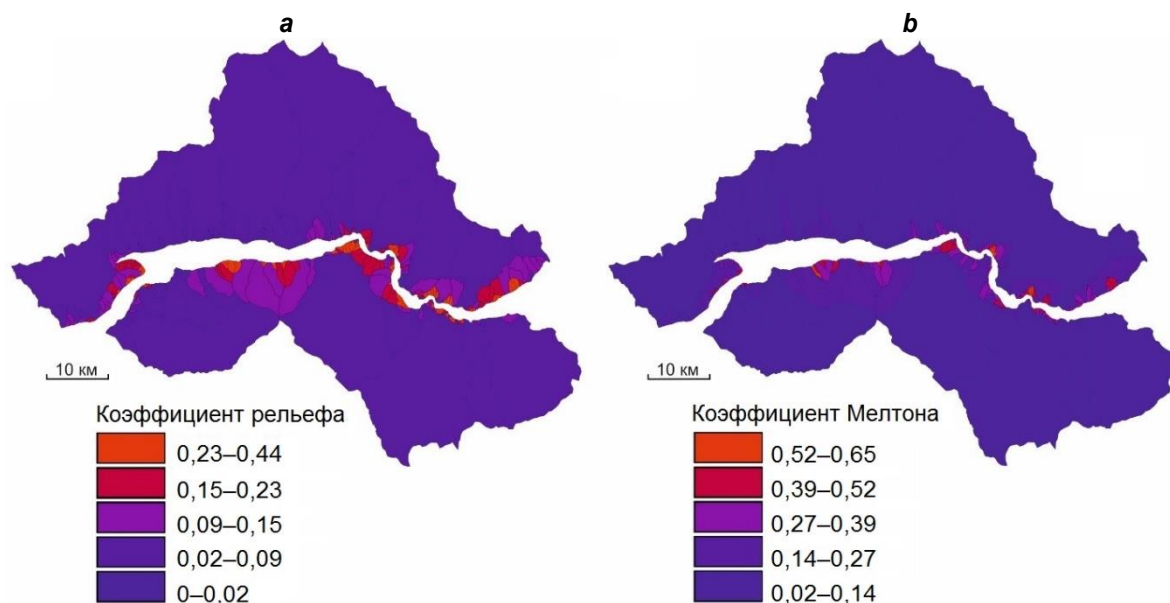 a
b
10 км
10 км
Коэффициент рельефа
0,23–0,44
0,15–0,23
0,09–0,15
0,02–0,09
0–0,02
Коэффициент Мелтона
0,52–0,65
0,39–0,52
0,27–0,39
0,14–0,27
0,02–0,14